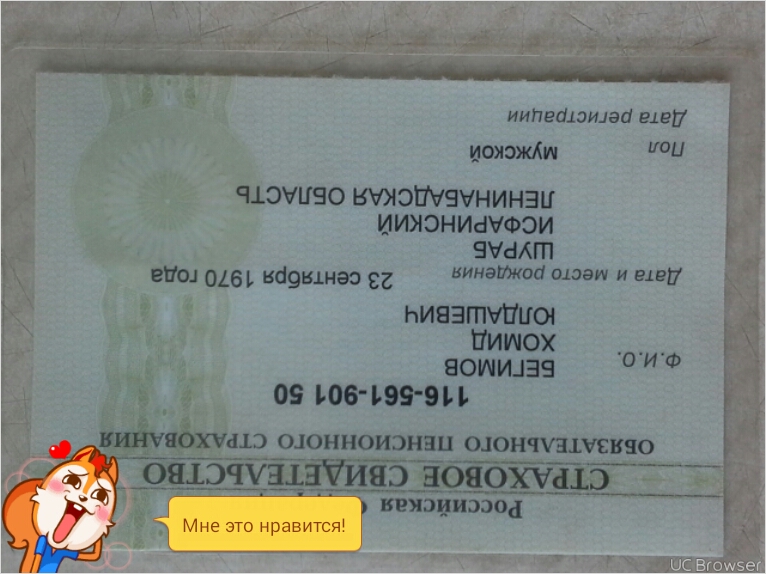 Российская
СТРАХОВОЕ СВИДЕТЕЛЬСТВО
ОБЯЗАТЕЛЬНОГО ПЕНСИОННОГО СТРАХОВАНИЯ
116-561-901 50
Ф.И.О. БЕГИМОВ
ХОМИД
ЮЛДАШЕВИЧ
Дата и место рождения 23 сентября 1970 года
ШУРАБ
ИСФАРИНСКИЙ
ЛЕНИНАБАДСКАЯ ОБЛАСТЬ
Пол мужской
Дата регистрации
Мне это нравится!
UC Browser